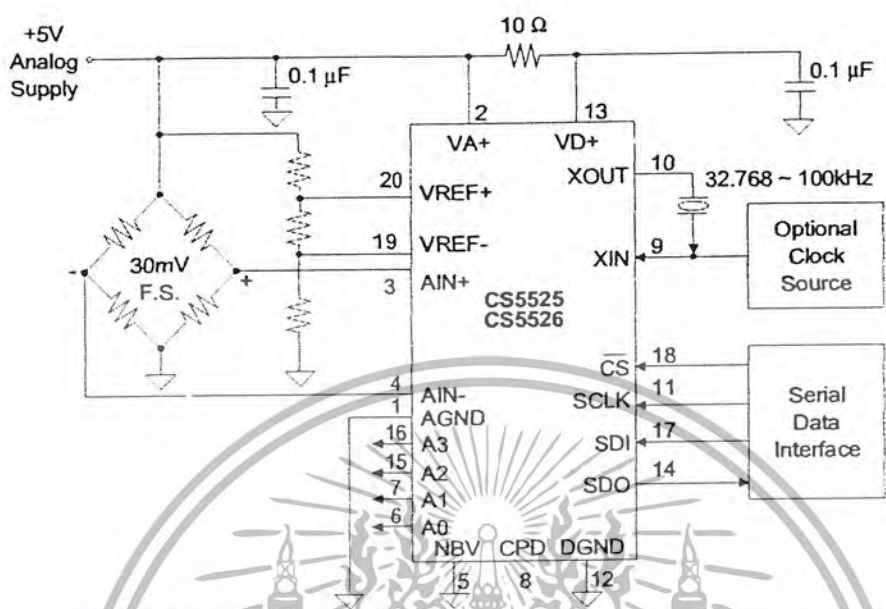 +5V
Analog
Supply
10 Ω
0.1 µF
0.1 µF
2
13
VA+
VD+
20
VREF+
19
VREF-
3
AIN+
30mV
F.S.
-
+
CS5525
CS5526
XOUT
10
32.768 ~ 100kHz
XIN
9
Optional
Clock
Source
4
AIN-
1
AGND
16
A3
15
A2
7
A1
6
A0
CS
18
SCLK
11
SDI
17
SDO
14
Serial
Data
Interface
NBV
CPD
DGND
5
8
12